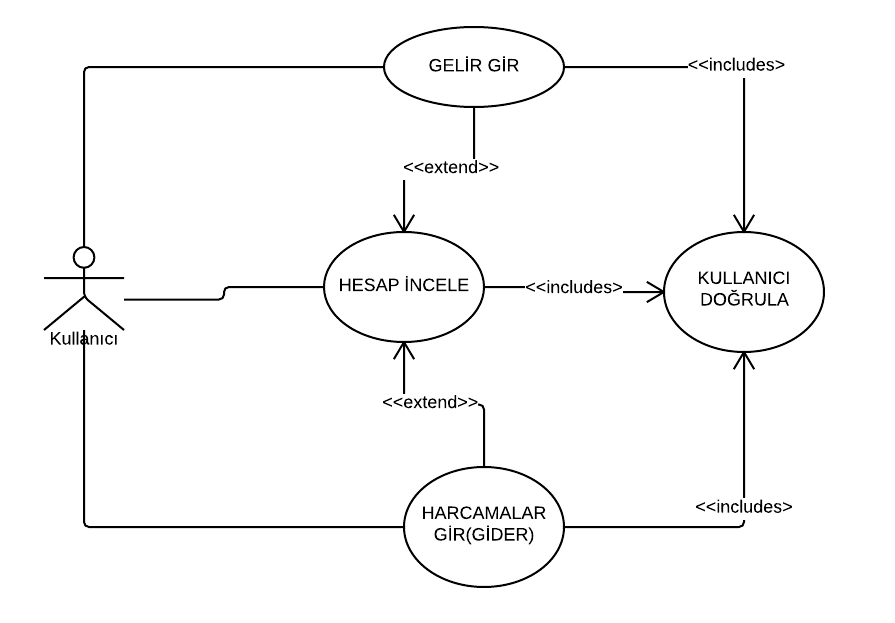 GELİR GİR
<<includes>
<<extend>>
HESAP İNCELE
<<includes>
KULLANICI
DOĞRULA
Kullanıcı
<<extend>>
HARCAMALAR
GİR(GİDER)
<<includes>